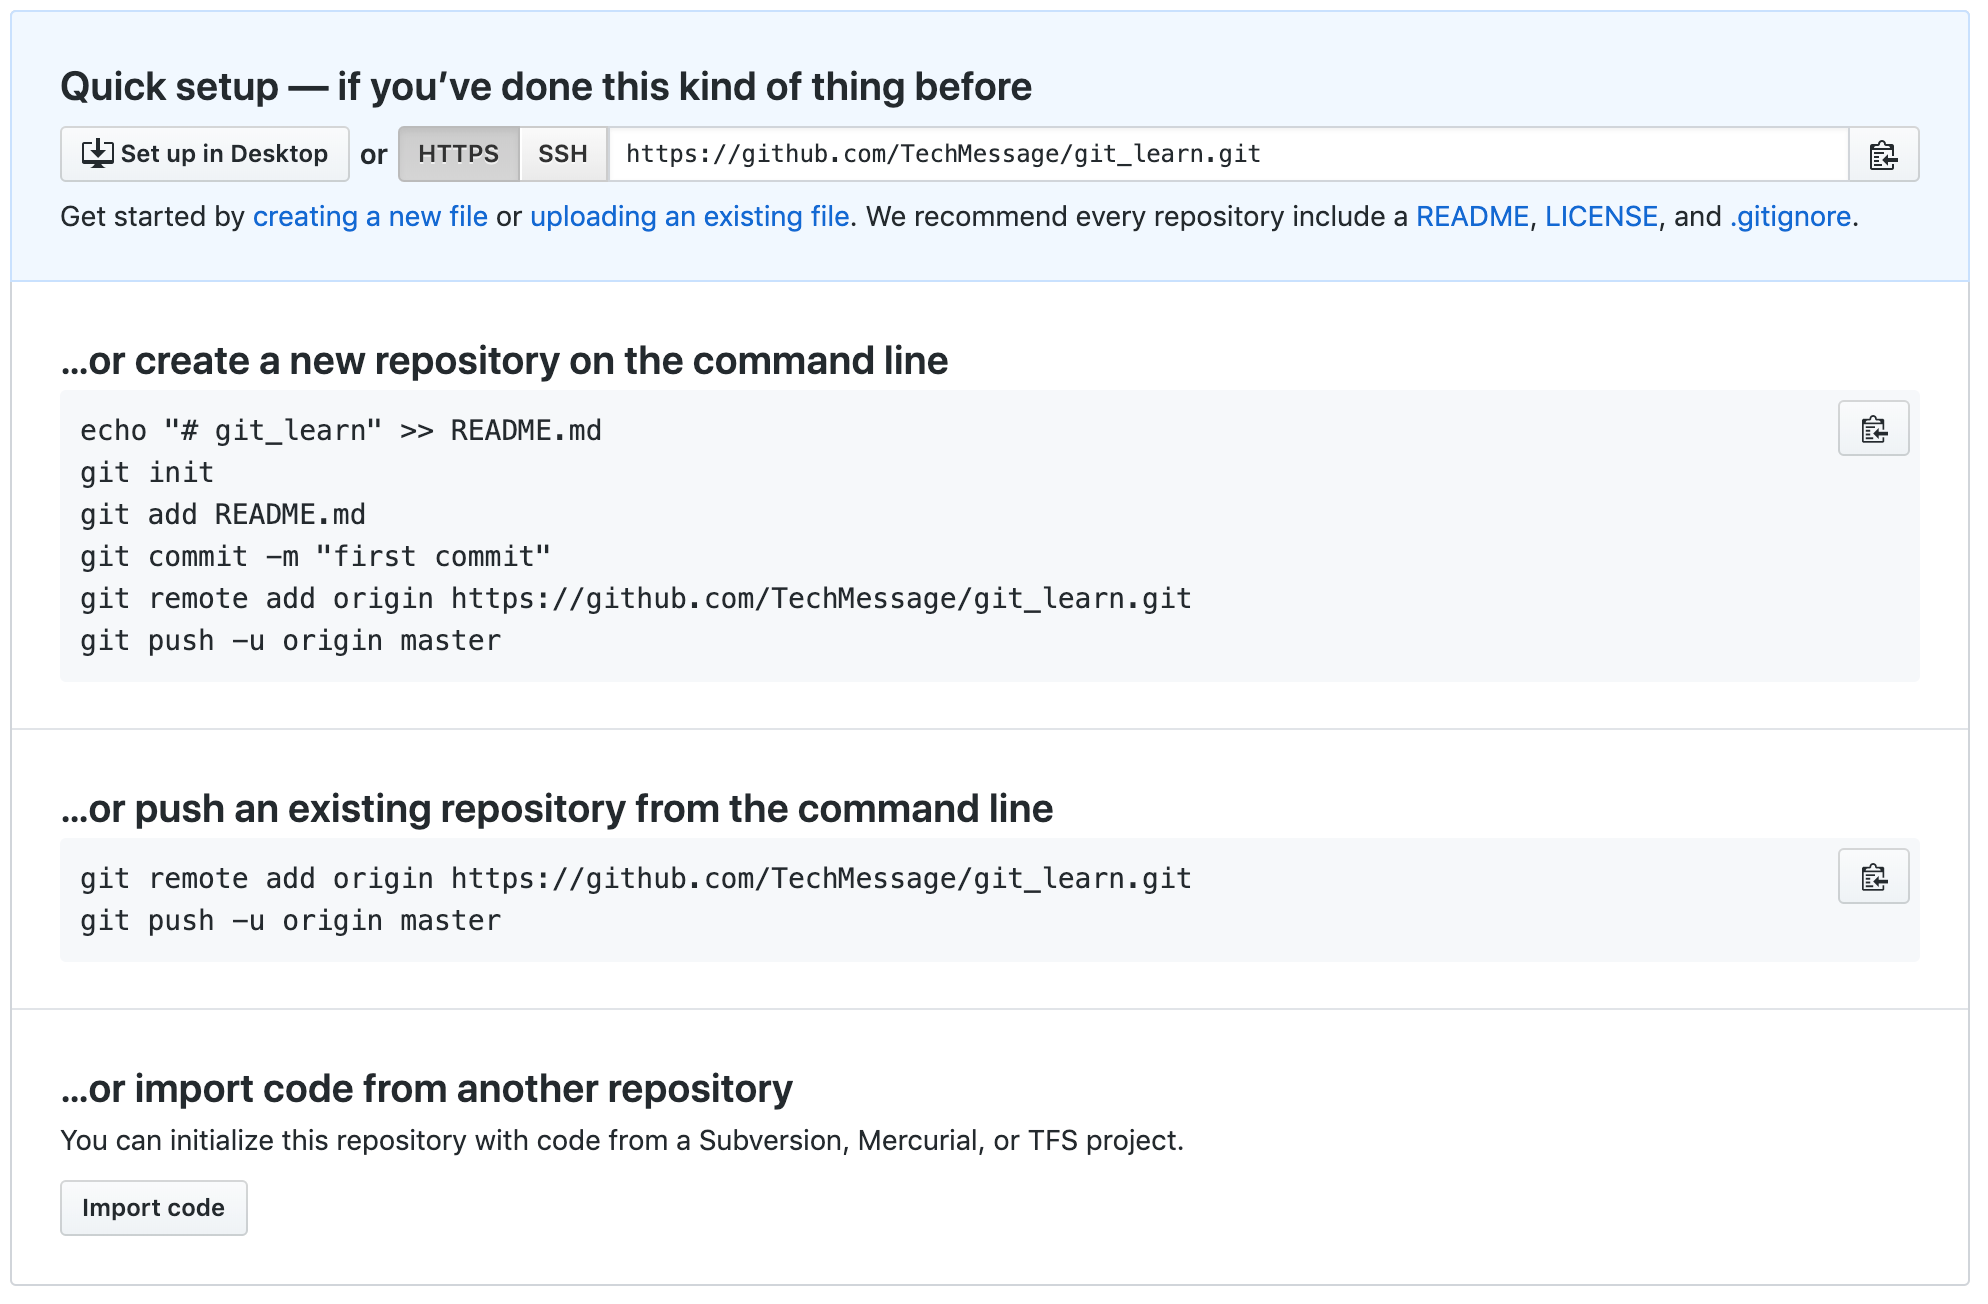 Quick setup — if you’ve done this kind of thing before
Set up in Desktop or HTTPS SSH https://github.com/TechMessage/git_learn.git
Get started by creating a new file or uploading an existing file. We recommend every repository include a README, LICENSE, and .gitignore.
…or create a new repository on the command line
echo "# git_learn" >> README.md
git init
git add README.md
git commit -m "first commit"
git remote add origin https://github.com/TechMessage/git_learn.git
git push -u origin master
…or push an existing repository from the command line
git remote add origin https://github.com/TechMessage/git_learn.git
git push -u origin master
…or import code from another repository
You can initialize this repository with code from a Subversion, Mercurial, or TFS project.
Import code